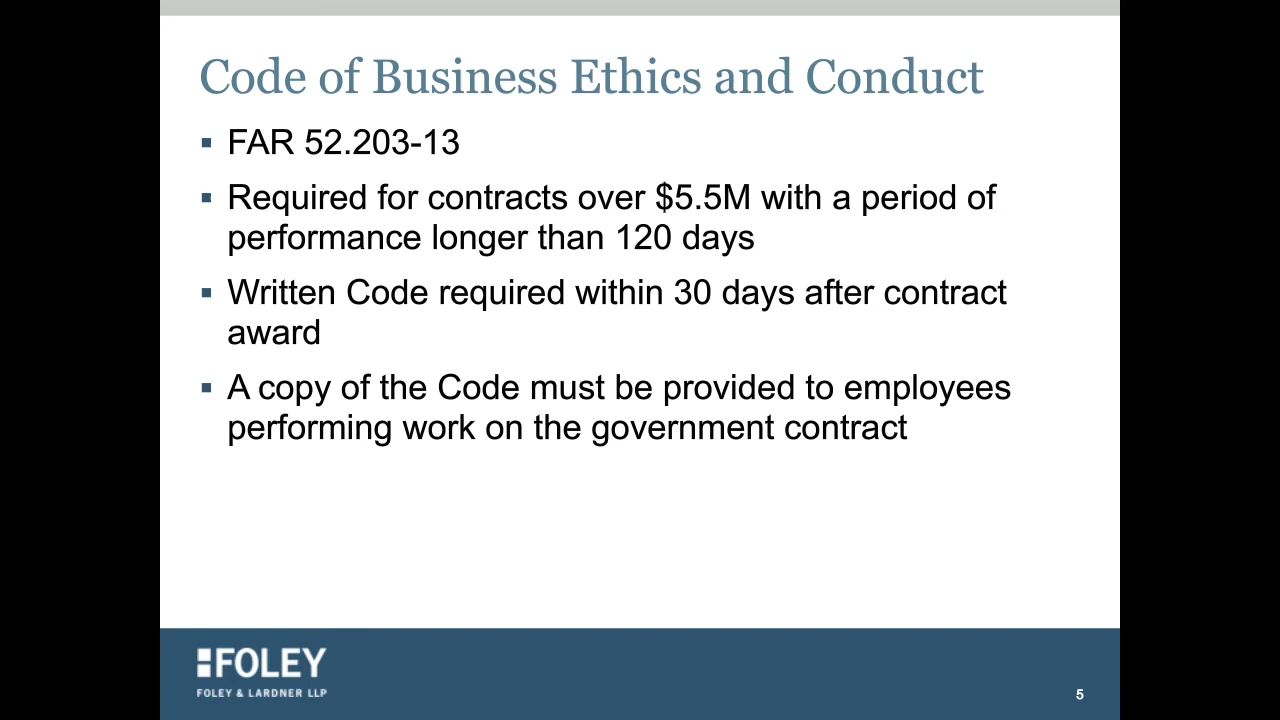 Code of Business Ethics and Conduct
▪ FAR 52.203-13
▪ Required for contracts over $5.5M with a period of
performance longer than 120 days
▪ Written Code required within 30 days after contract
award
▪ A copy of the Code must be provided to employees
performing work on the government contract
FOLEY
FOLEY & LARDNER LLP
5